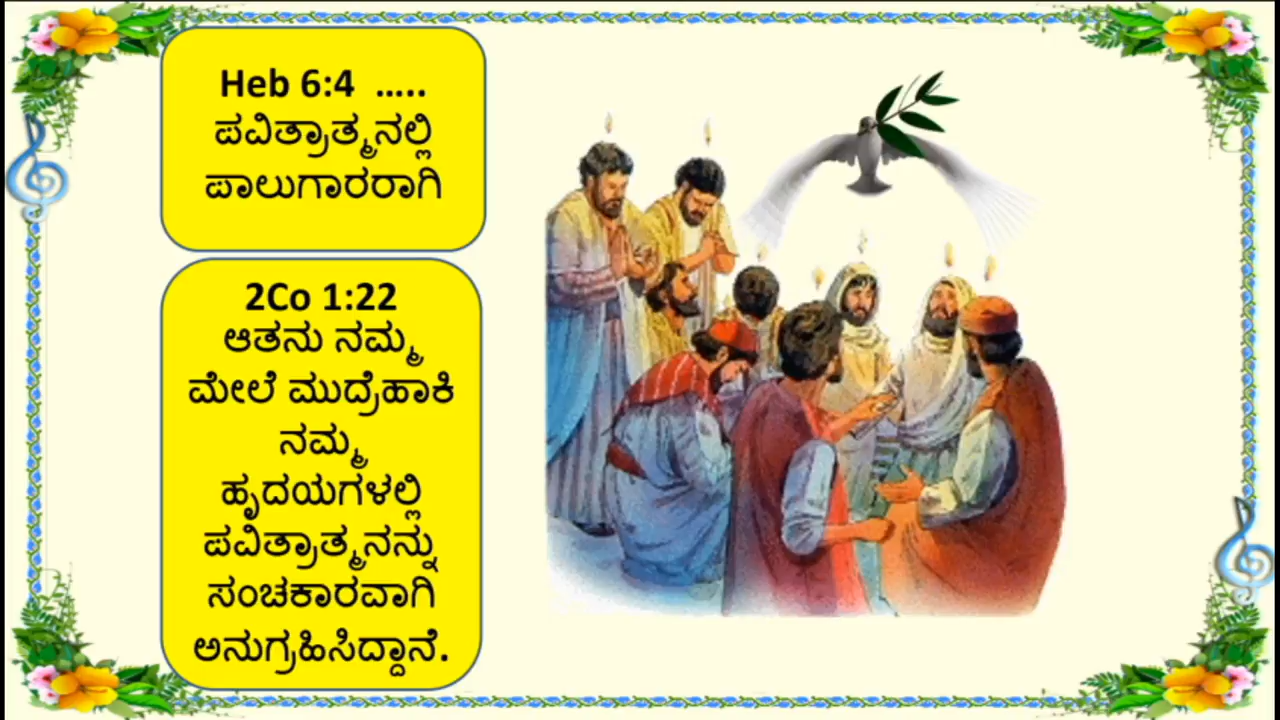 Heb 6:4 .....
ಪವಿತ್ರಾತ್ಮನಲ್ಲಿ
ಪಾಲುಗಾರರಾಗಿ
2Co 1:22
ಆತನು ನಮ್ಮ
ಮೇಲೆ ಮುದ್ರೆಹಾಕಿ
ನಮ್ಮ
ಹೃದಯಗಳಲ್ಲಿ
ಪವಿತ್ರಾತ್ಮನನ್ನು
ಸಂಚಕಾರವಾಗಿ
ಅನುಗ್ರಹಿಸಿದ್ದಾನೆ.